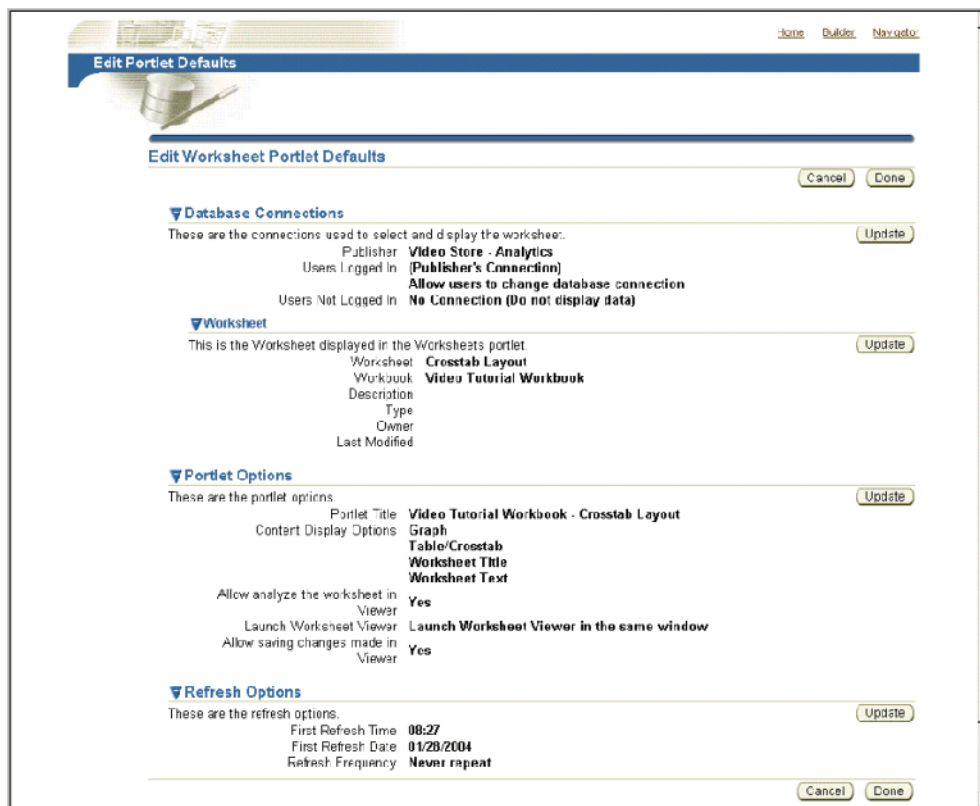 Home Builder Navigator
Edit Portlet Defaults
Edit Worksheet Portlet Defaults
Cancel Done
Database Connections
These are the connections used to select and display the worksheet. Update
Publisher Video Store - Analytics
Users Logged In (Publisher's Connection)
Allow users to change database connection
Users Not Logged In No Connection (Do not display data)
Worksheet
This is the Worksheet displayed in the Worksheets portlet. Update
Worksheet Crosstab Layout
Workbook Video Tutorial Workbook
Description
Type
Owner
Last Modified
Portlet Options
These are the portlet options Update
Portlet Title Video Tutorial Workbook - Crosstab Layout
Content Display Options Graph
Table/Crosstab
Worksheet Title
Worksheet Text
Allow analyze the worksheet in
Viewer Yes
Launch Worksheet Viewer Launch Worksheet Viewer in the same window
Allow saving changes made in
Viewer Yes
Refresh Options
These are the refresh options. Update
First Refresh Time 08:27
First Refresh Date 01/28/2004
Refresh Frequency Never repeat
Cancel Done